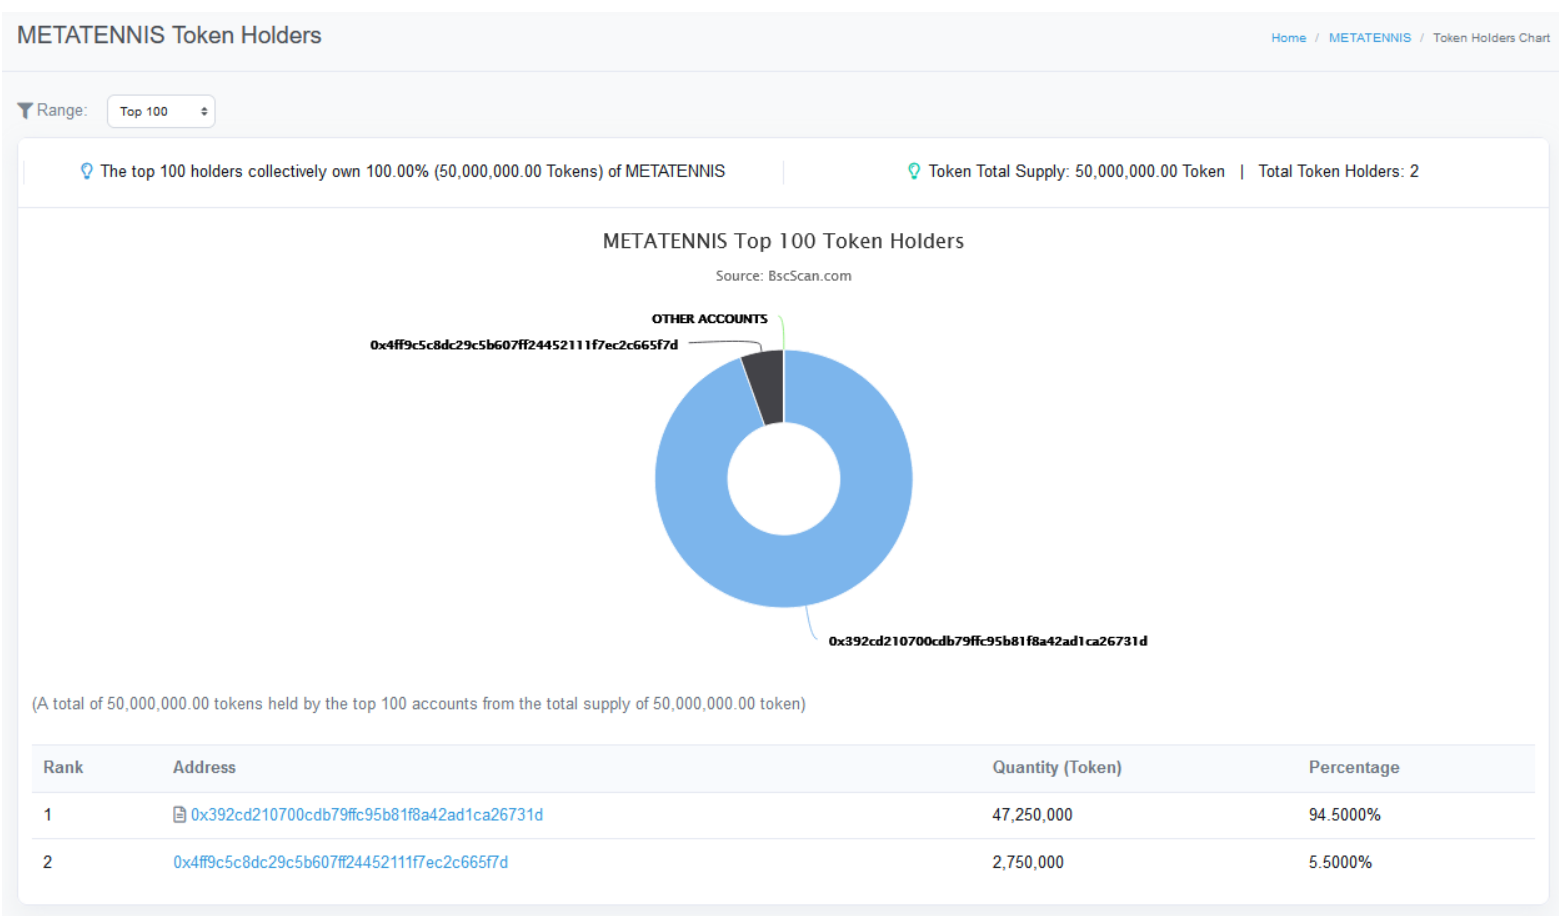 METATENNIS Token Holders
Home / METATENNIS / Token Holders Chart
Range: Top 100
The top 100 holders collectively own 100.00% (50,000,000.00 Tokens) of METATENNIS
Token Total Supply: 50,000,000.00 Token | Total Token Holders: 2
METATENNIS Top 100 Token Holders
Source: BscScan.com
OTHER ACCOUNTS
0x4ff9c5c8dc29c5b607ff24452111f7ec2c665f7d
0x392cd210700cdb79ffc95b81f8a42ad1ca26731d
(A total of 50,000,000.00 tokens held by the top 100 accounts from the total supply of 50,000,000.00 token)
Rank Address Quantity (Token) Percentage
1 0x392cd210700cdb79ffc95b81f8a42ad1ca26731d 47,250,000 94.5000%
2 0x4ff9c5c8dc29c5b607ff24452111f7ec2c665f7d 2,750,000 5.5000%